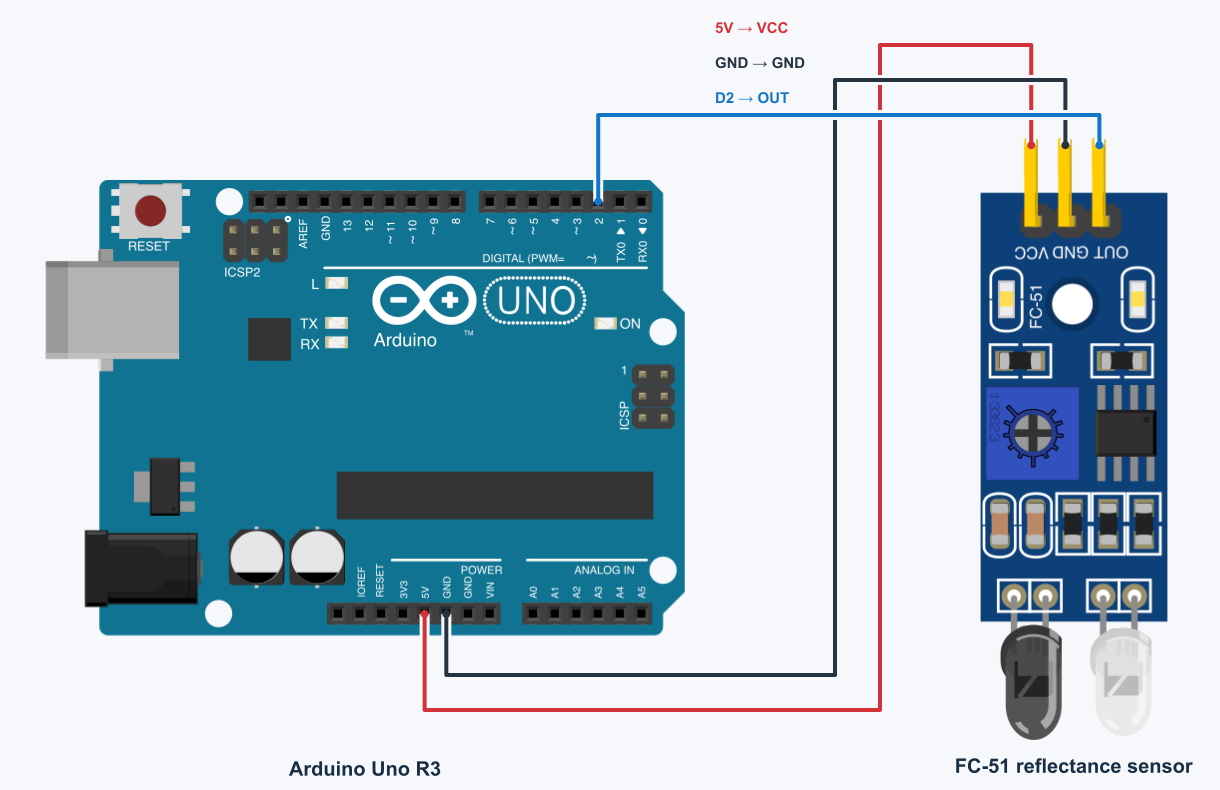 5V → VCC
GND → GND
D2 → OUT
RESET
ICSP2
AREF
GND
13
12
~11
~10
~9
8
7
~6
~5
4
~3
2
TX0 ▶ 1
RX0 ◀ 0
DIGITAL (PWM= ~)
L
TX
RX
UNO
Arduino
TM
ON
1
ICSP
POWER
ANALOG IN
IOREF
RESET
3V3
5V
GND
GND
VIN
A0
A1
A2
A3
A4
A5
OUT GND VCC
FC-51
Arduino Uno R3
FC-51 reflectance sensor